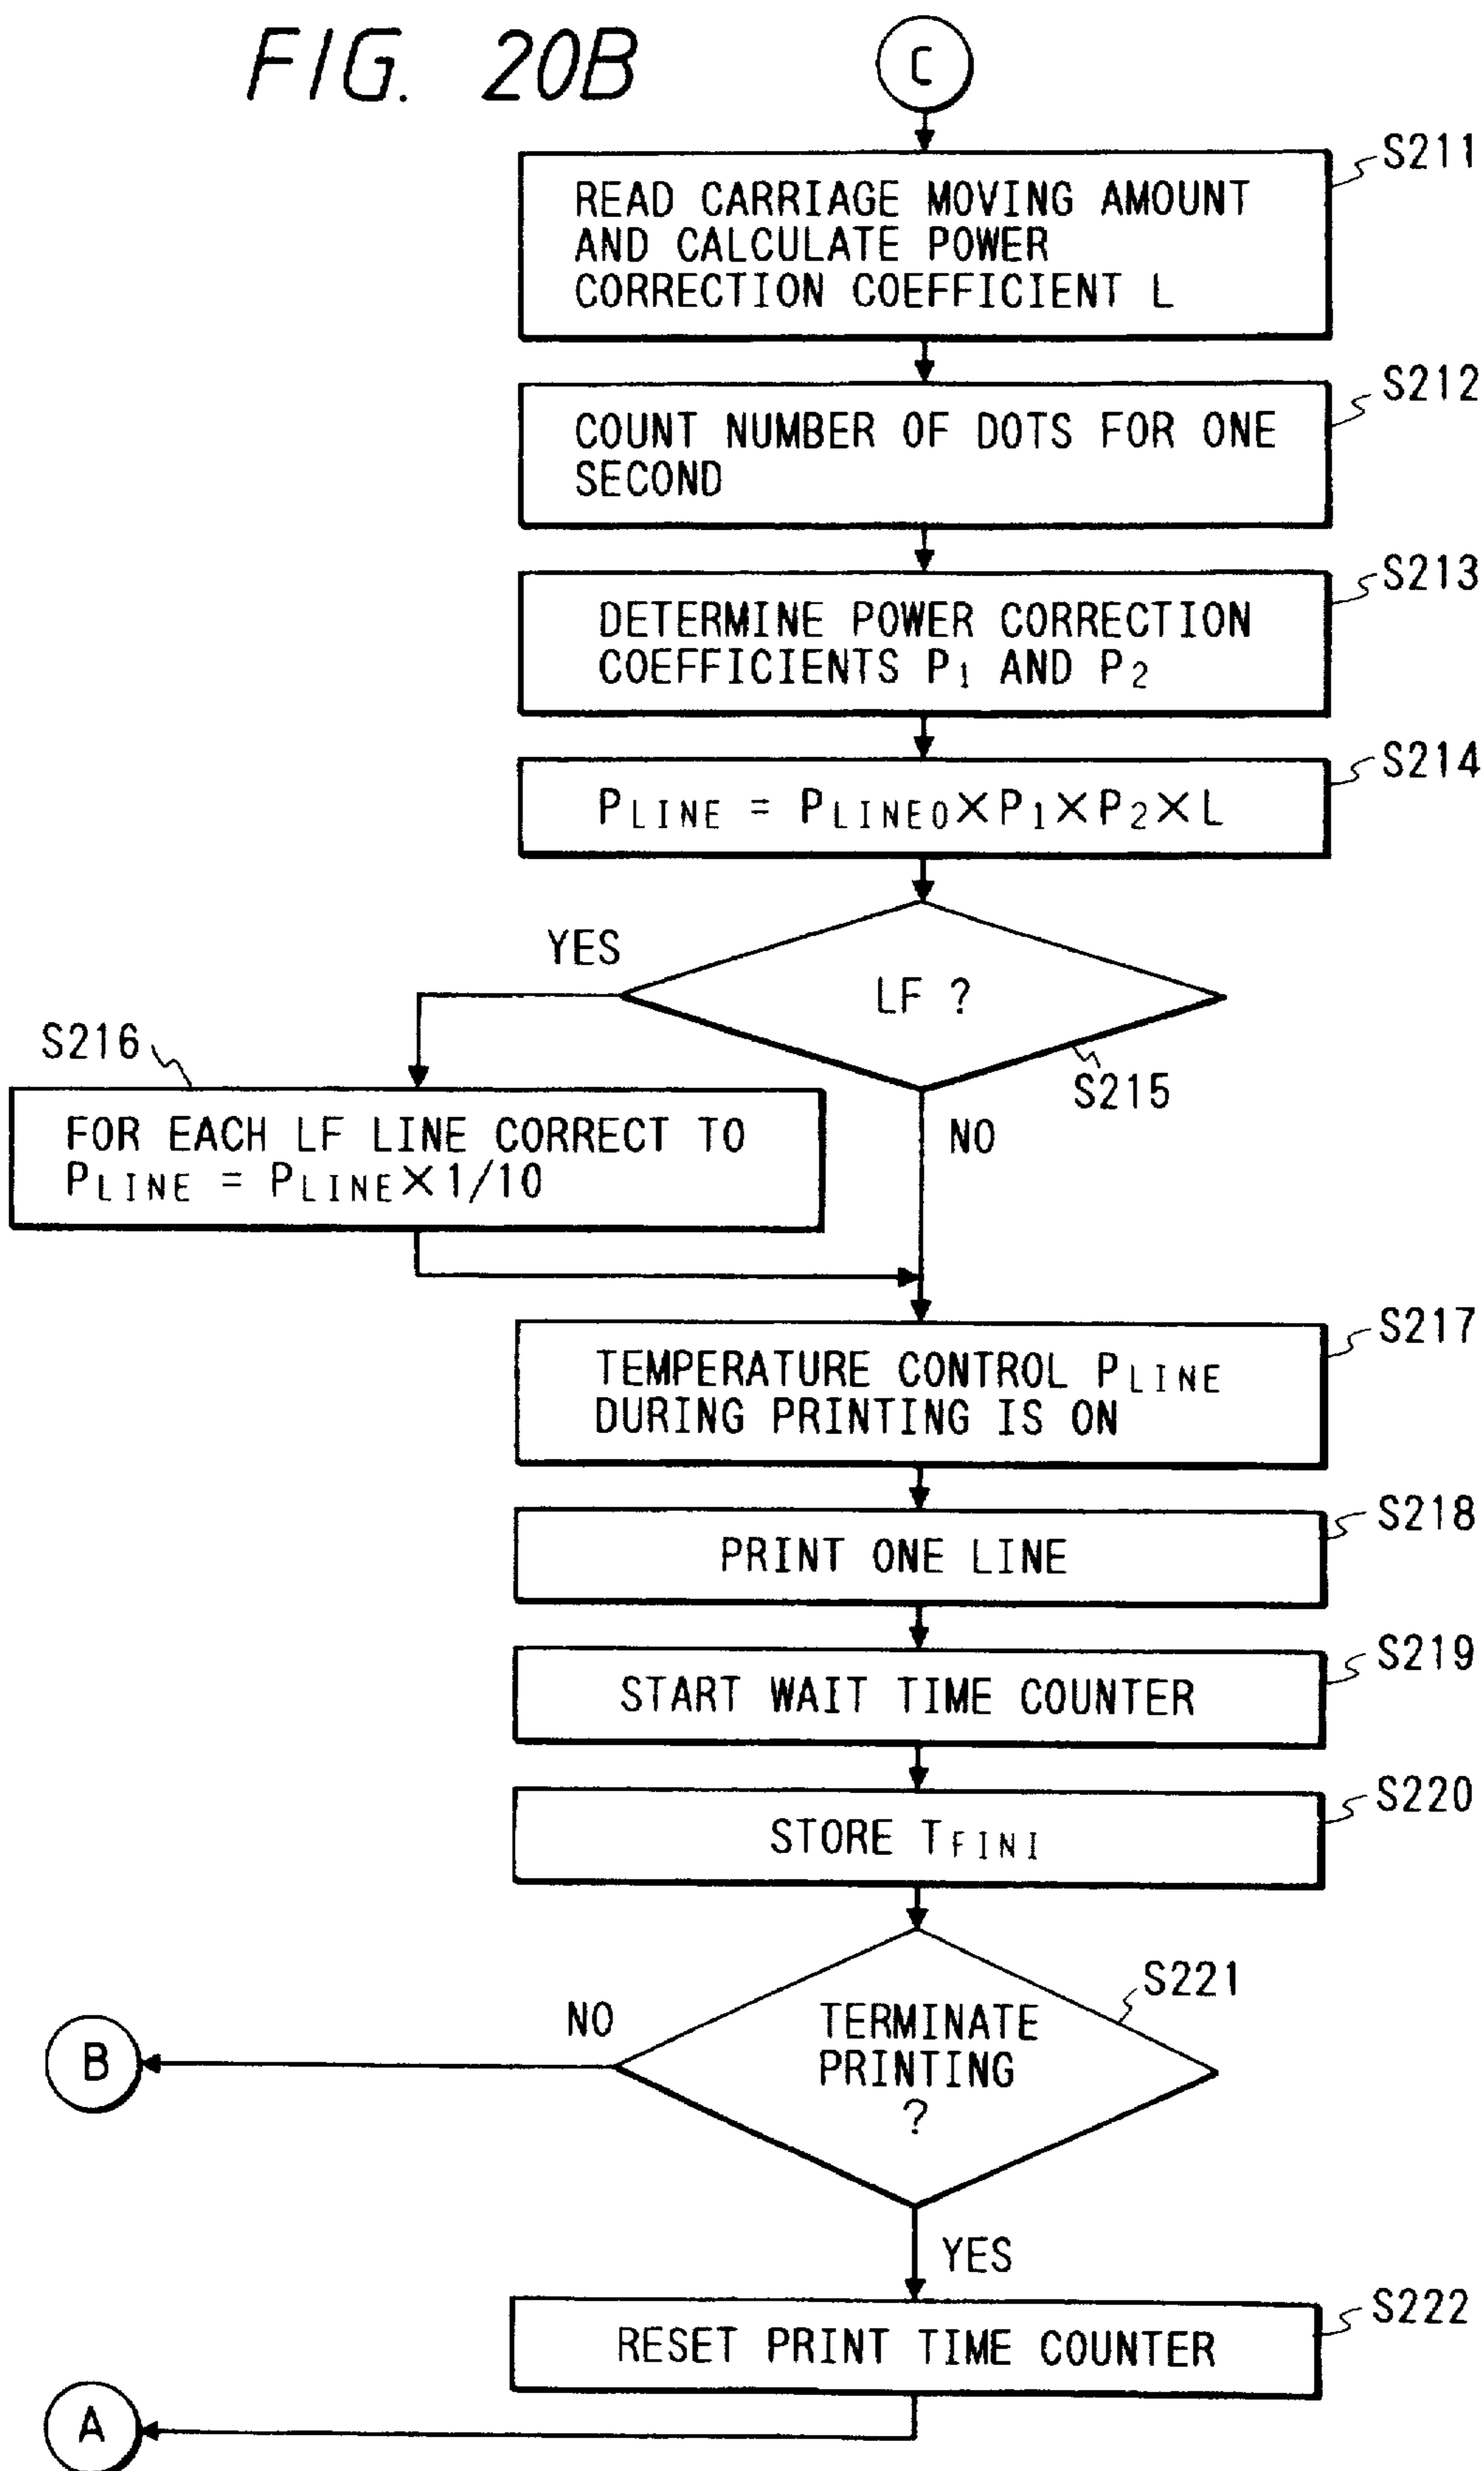 FIG. 20B
C
S211
READ CARRIAGE MOVING AMOUNT
AND CALCULATE POWER
CORRECTION COEFFICIENT L
S212
COUNT NUMBER OF DOTS FOR ONE
SECOND
S213
DETERMINE POWER CORRECTION
COEFFICIENTS P1 AND P2
S214
PLINE = PLINE0×P1×P2×L
YES
LF ?
S215
S216
NO
FOR EACH LF LINE CORRECT TO
PLINE = PLINE×1/10
S217
TEMPERATURE CONTROL PLINE
DURING PRINTING IS ON
S218
PRINT ONE LINE
S219
START WAIT TIME COUNTER
S220
STORE TFINI
S221
NO
TERMINATE
PRINTING
?
B
YES
S222
RESET PRINT TIME COUNTER
A